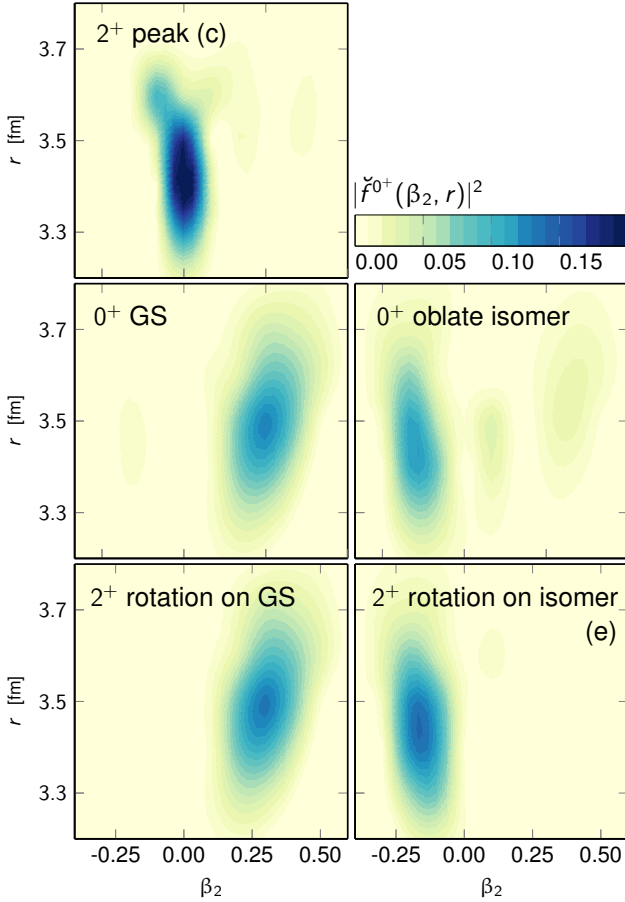 2⁺ peak (c)
3.7
3.5
3.3
r [fm]
|f̆⁰⁺(β₂, r)|²
0.00 0.05 0.10 0.15
0⁺ GS
0⁺ oblate isomer
3.7
3.5
3.3
r [fm]
2⁺ rotation on GS
2⁺ rotation on isomer
(e)
3.7
3.5
3.3
r [fm]
-0.25 0.00 0.25 0.50
-0.25 0.00 0.25 0.50
β₂
β₂